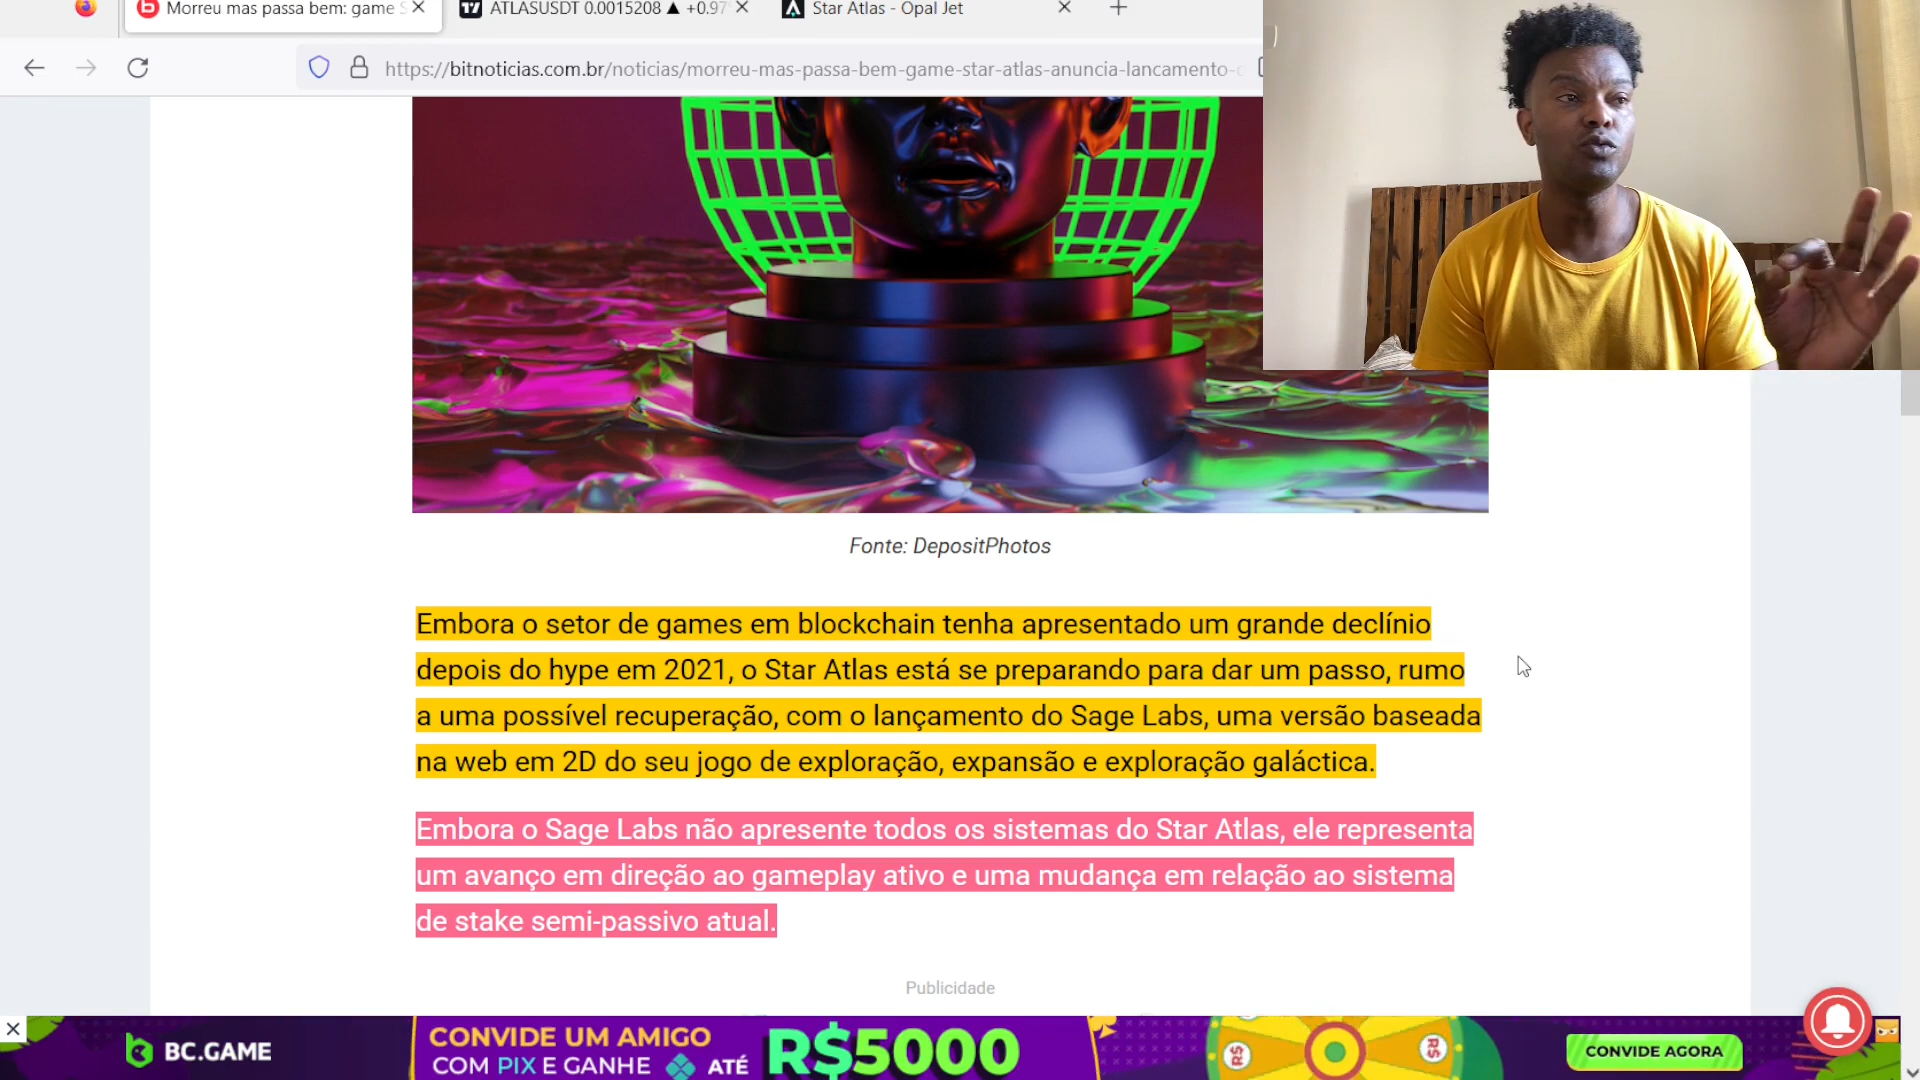 Morreu mas passa bem: game S
ATLASUSDT 0.0015208 ▲ +0.97
Star Atlas - Opal Jet
https://bitnoticias.com.br/noticias/morreu-mas-passa-bem-game-star-atlas-anuncia-lancamento-
Fonte: DepositPhotos
Embora o setor de games em blockchain tenha apresentado um grande declínio
depois do hype em 2021, o Star Atlas está se preparando para dar um passo, rumo
a uma possível recuperação, com o lançamento do Sage Labs, uma versão baseada
na web em 2D do seu jogo de exploração, expansão e exploração galáctica.
Embora o Sage Labs não apresente todos os sistemas do Star Atlas, ele representa
um avanço em direção ao gameplay ativo e uma mudança em relação ao sistema
de stake semi-passivo atual.
Publicidade
BC.GAME
CONVIDE UM AMIGO
COM PIX E GANHE ATÉ
R$5000
R$
R$
CONVIDE AGORA